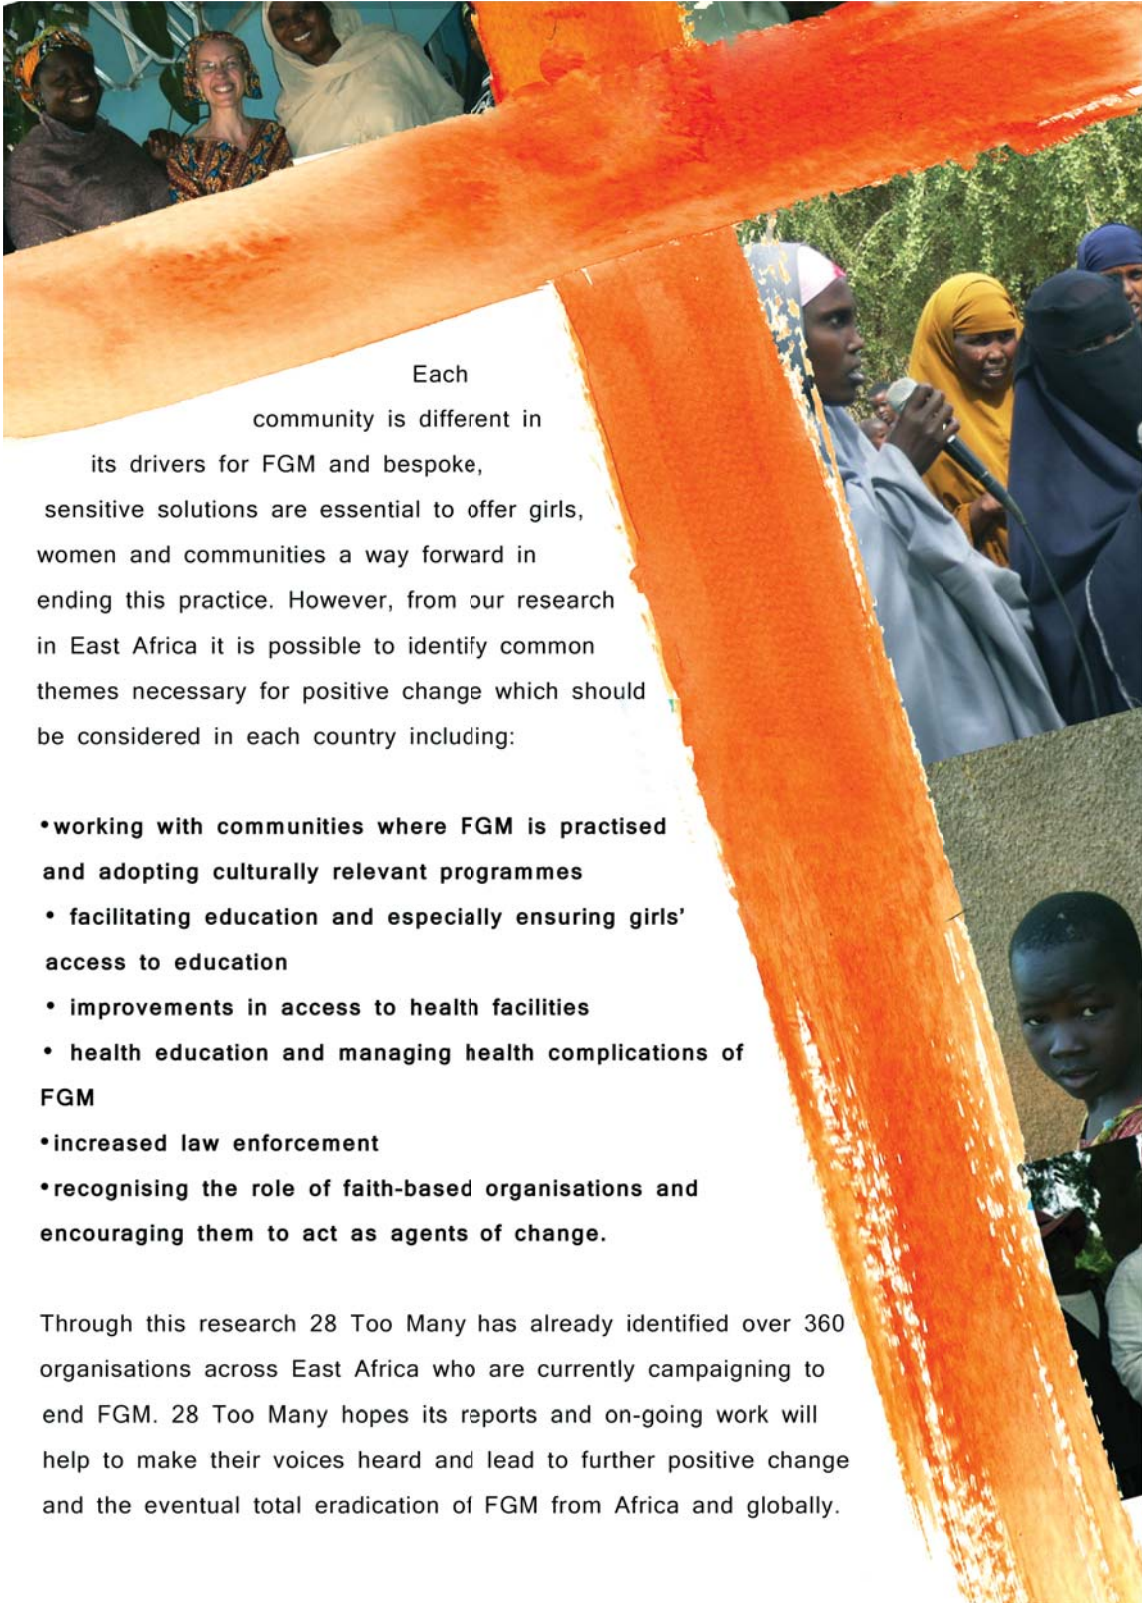 Each
community is different in
its drivers for FGM and bespoke,
sensitive solutions are essential to offer girls,
women and communities a way forward in
ending this practice. However, from our research
in East Africa it is possible to identify common
themes necessary for positive change which should
be considered in each country including:
•working with communities where FGM is practised
and adopting culturally relevant programmes
• facilitating education and especially ensuring girls'
access to education
• improvements in access to health facilities
• health education and managing health complications of
FGM
•increased law enforcement
•recognising the role of faith-based organisations and
encouraging them to act as agents of change.
Through this research 28 Too Many has already identified over 360
organisations across East Africa who are currently campaigning to
end FGM. 28 Too Many hopes its reports and on-going work will
help to make their voices heard and lead to further positive change
and the eventual total eradication of FGM from Africa and globally.